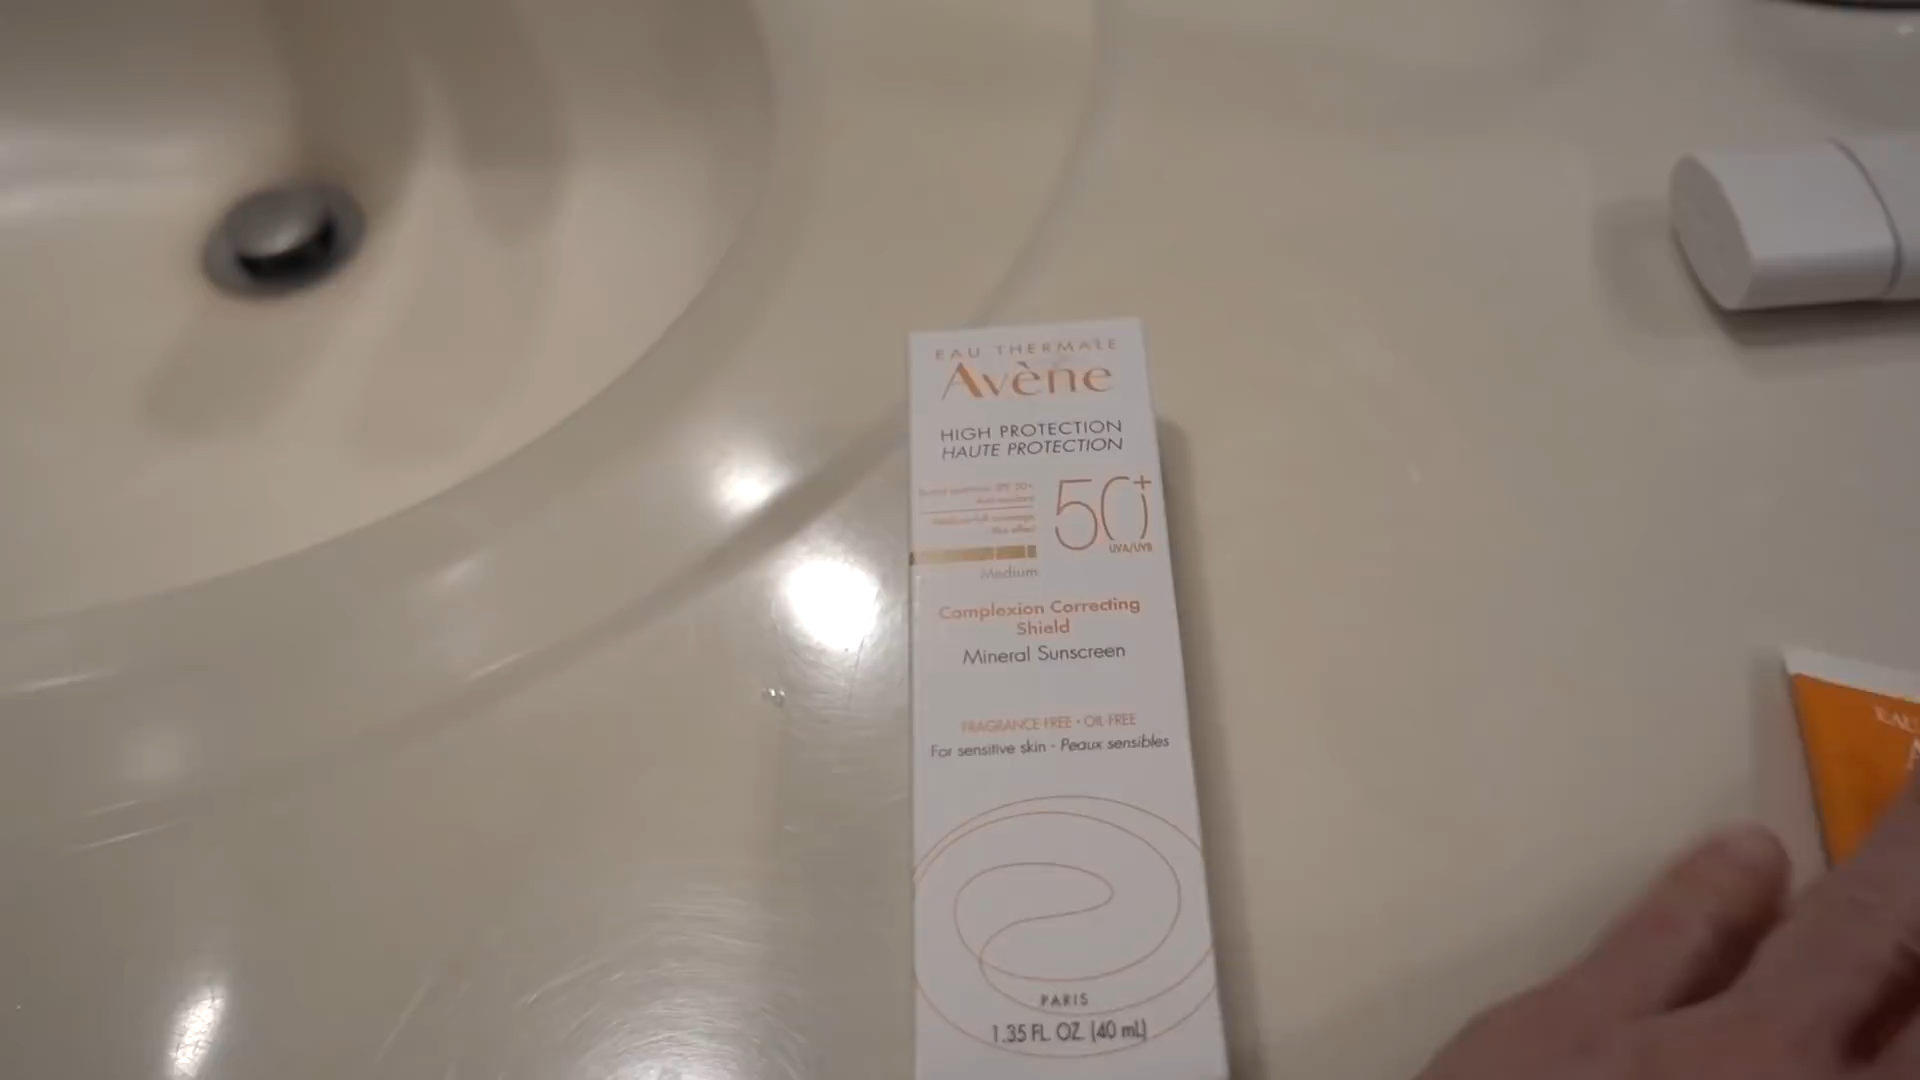 EAU THERMALE
Avène
HIGH PROTECTION
HAUTE PROTECTION
50+
UVA/UVB
Medium
Complexion Correcting
Shield
Mineral Sunscreen
FRAGRANCE-FREE • OIL-FREE
For sensitive skin - Peaux sensibles
PARIS
1.35 FL. OZ. (40 mL)
EAU